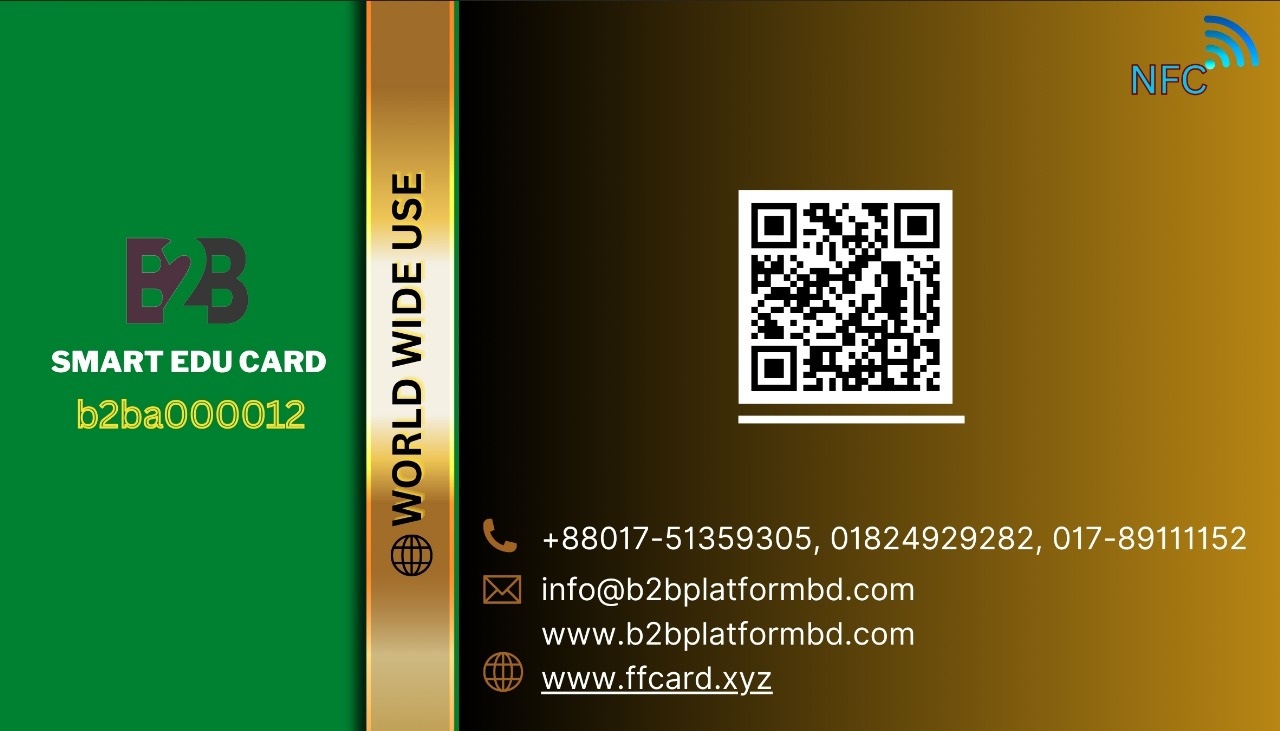 B2B
SMART EDU CARD
b2ba000012
WORLD WIDE USE
NFC
+88017-51359305, 01824929282, 017-89111152
info@b2bplatformbd.com
www.b2bplatformbd.com
www.ffcard.xyz